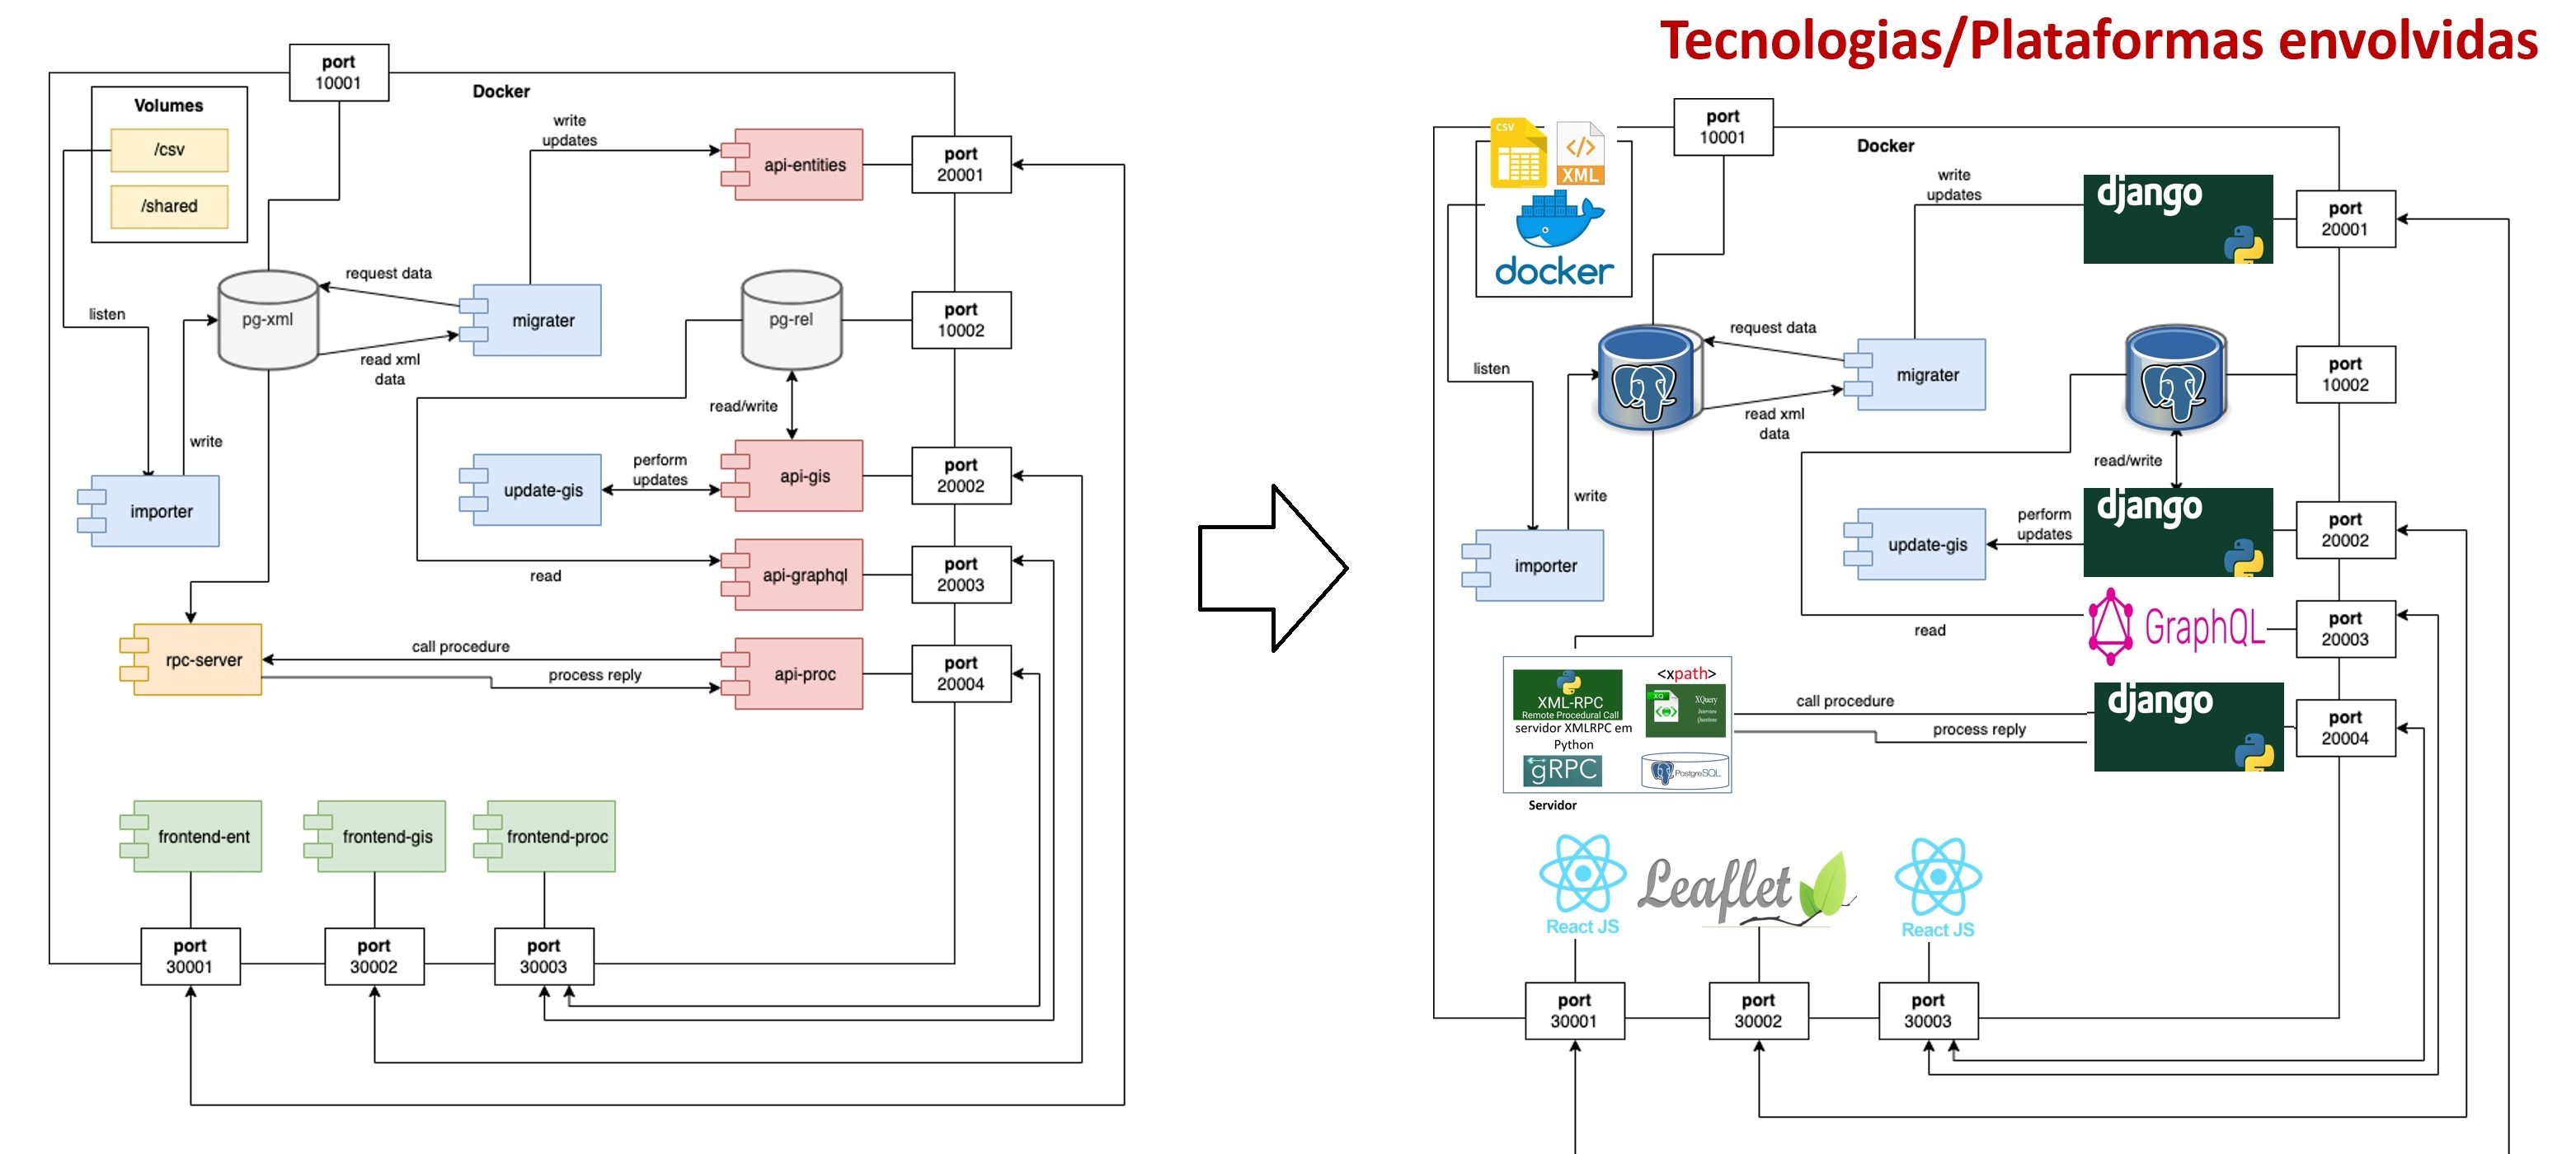 Tecnologias/Plataformas envolvidas
port
10001
Docker
Volumes
/csv
/shared
write
updates
api-entities
port
20001
request data
pg-xml
migrater
pg-rel
port
10002
listen
read xml
data
read/write
write
importer
update-gis
perform
updates
api-gis
port
20002
api-graphql
port
20003
read
rpc-server
call procedure
process reply
api-proc
port
20004
frontend-ent
frontend-gis
frontend-proc
port
30001
port
30002
port
30003
CSV
</>
XML
docker
port
10001
Docker
write
updates
django
port
20001
request data
migrater
port
10002
listen
read xml
data
read/write
write
importer
update-gis
perform
updates
django
port
20002
GraphQL
port
20003
read
XML-RPC
Remote Procedural Call
servidor XMLRPC em
Python
gRPC
<xpath>
XQ
XQuery
Interview
Questions
PostgreSQL
Servidor
call procedure
process reply
django
port
20004
React JS
Leaflet
React JS
port
30001
port
30002
port
30003